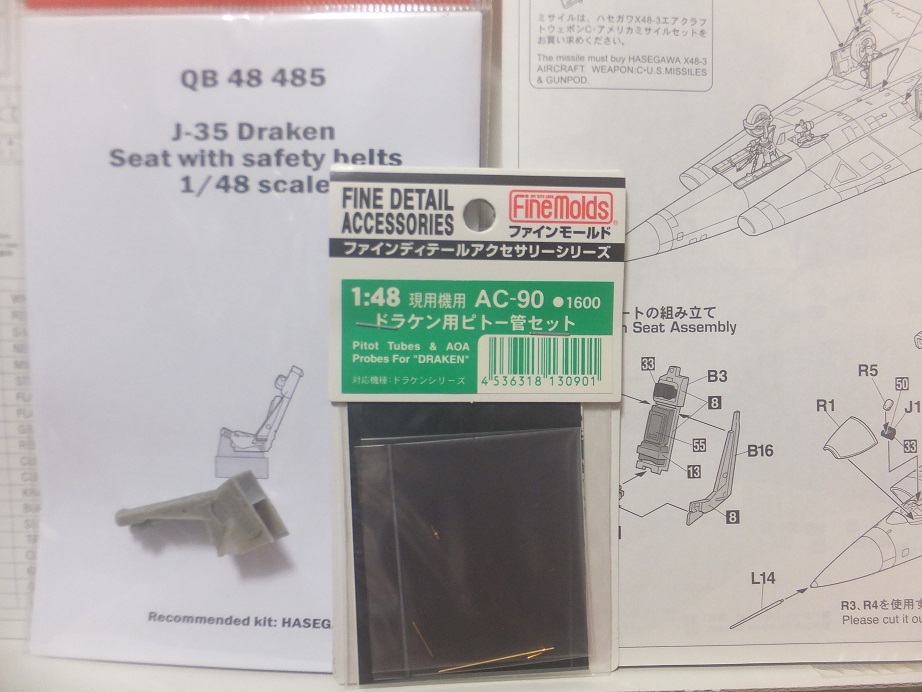 QB 48 485
J-35 Draken
Seat with safety belts
1/48 scale
Recommended kit: HASEGA
FINE DETAIL
ACCESSORIES
FineMolds
ファインモールド
ファインディテールアクセサリーシリーズ
1:48 現用機用 AC-90 ●1600
ドラケン用ピトー管セット
Pitot Tubes & AOA
Probes For "DRAKEN"
対応機種:ドラケンシリーズ
4 536318 130901
ミサイルは、ハセガワX48-3エアクラフ
トウェポンC・アメリカミサイルセットを
お買い求めください。
The missile must buy HASEGAWA X48-3
AIRCRAFT WEAPON:C・U.S.MISSILES
& GUNPOD.
ートの組み立て
n Seat Assembly
33
B3
8
55
13
B16
8
R5
50
R1
J1
33
L14
R3、R4を使用す
Please cut it ou